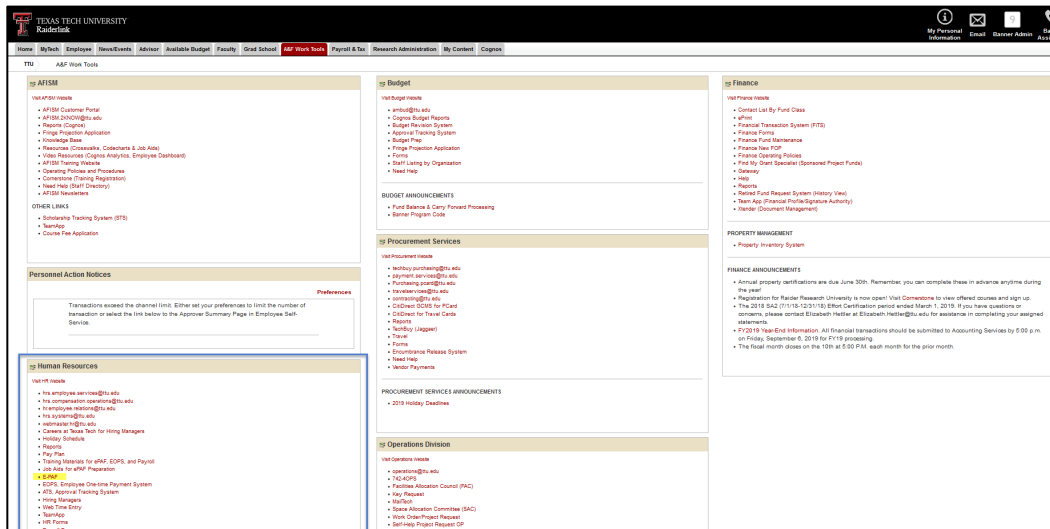 TEXAS TECH UNIVERSITY
Raiderlink
My Personal Information
Email
9
Banner Admin
Home MyTech Employee News/Events Advisor Available Budget Faculty Grad School A&F Work Tools Payroll & Tax Research Administration My Content Cognos
TTU A&F Work Tools
AFISM
Visit AFISM Website
AFISM Customer Portal
AFISM.2KNOW@ttu.edu
Reports (Cognos)
Fringe Projection Application
Knowledge Base
Resources (Crosswalks, Codecharts & Job Aids)
Video Resources (Cognos Analytics, Employee Dashboard)
AFISM Training Website
Operating Policies and Procedures
Cornerstone (Training Registration)
Need Help (Staff Directory)
AFISM Newsletters
OTHER LINKS
Scholarship Tracking System (STS)
TeamApp
Course Fee Application
Personnel Action Notices
Preferences
Transactions exceed the channel limit. Either set your preferences to limit the number of
transaction or select the link below to the Approver Summary Page in Employee Self-
Service.
Human Resources
Visit HR Website
hrs.employee.services@ttu.edu
hrs.compensation.operations@ttu.edu
hr.employee.relations@ttu.edu
hrs.systems@ttu.edu
webmaster.hr@ttu.edu
Careers at Texas Tech for Hiring Managers
Holiday Schedule
Reports
Pay Plan
Training Materials for ePAF, EOPS, and Payroll
Job Aids for ePAF Preparation
E-PAF
EOPS, Employee One-time Payment System
ATS, Approval Tracking System
Hiring Managers
Web Time Entry
TeamApp
HR Forms
Budget
Visit Budget Website
ambud@ttu.edu
Cognos Budget Reports
Budget Revision System
Approval Tracking System
Budget Prep
Fringe Projection Application
Forms
Staff Listing by Organization
Need Help
BUDGET ANNOUNCEMENTS
Fund Balance & Carry Forward Processing
Banner Program Code
Procurement Services
Visit Procurement Website
techbuy.purchasing@ttu.edu
payment.services@ttu.edu
Purchasing.pcard@ttu.edu
travelservices@ttu.edu
contracting@ttu.edu
CitiDirect GCMS for PCard
CitiDirect for Travel Cards
Reports
TechBuy (Jaggaer)
Travel
Forms
Encumbrance Release System
Need Help
Vendor Payments
PROCUREMENT SERVICES ANNOUNCEMENTS
2019 Holiday Deadlines
Operations Division
Visit Operations Website
operations@ttu.edu
742-4OPS
Facilities Allocation Council (FAC)
Key Request
MailTech
Space Allocation Committee (SAC)
Work Order/Project Request
Self-Help Project Request OP
Finance
Visit Finance Website
Contact List By Fund Class
ePrint
Financial Transaction System (FiTS)
Finance Forms
Finance Fund Maintenance
Finance New FOP
Finance Operating Policies
Find My Grant Specialist (Sponsored Project Funds)
Gateway
Help
Reports
Retired Fund Request System (History View)
Team App (Financial Profile/Signature Authority)
Xtender (Document Management)
PROPERTY MANAGEMENT
Property Inventory System
FINANCE ANNOUNCEMENTS
Annual property certifications are due June 30th. Remember, you can complete these in advance anytime during
the year!
Registration for Raider Research University is now open! Visit Cornerstone to view offered courses and sign up.
The 2018 SA2 (7/1/18-12/31/18) Effort Certification period ended March 1, 2019. If you have questions or
concerns, please contact Elizabeth Hettler at Elizabeth.Hettler@ttu.edu for assistance in completing your assigned
statements.
FY2019 Year-End Information. All financial transactions should be submitted to Accounting Services by 5:00 p.m.
on Friday, September 6, 2019 for FY19 processing.
The fiscal month closes on the 10th at 5:00 P.M. each month for the prior month.